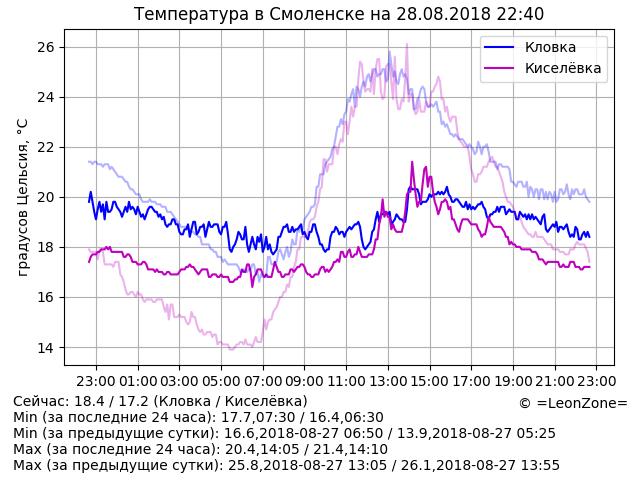 Температура в Смоленске на 28.08.2018 22:40
Кловка
Киселёвка
градусов Цельсия, °C
26
24
22
20
18
16
14
23:00 01:00 03:00 05:00 07:00 09:00 11:00 13:00 15:00 17:00 19:00 21:00 23:00
Сейчас: 18.4 / 17.2 (Кловка / Киселёвка)
© =LeonZone=
Min (за последние 24 часа): 17.7,07:30 / 16.4,06:30
Min (за предыдущие сутки): 16.6,2018-08-27 06:50 / 13.9,2018-08-27 05:25
Max (за последние 24 часа): 20.4,14:05 / 21.4,14:10
Max (за предыдущие сутки): 25.8,2018-08-27 13:05 / 26.1,2018-08-27 13:55